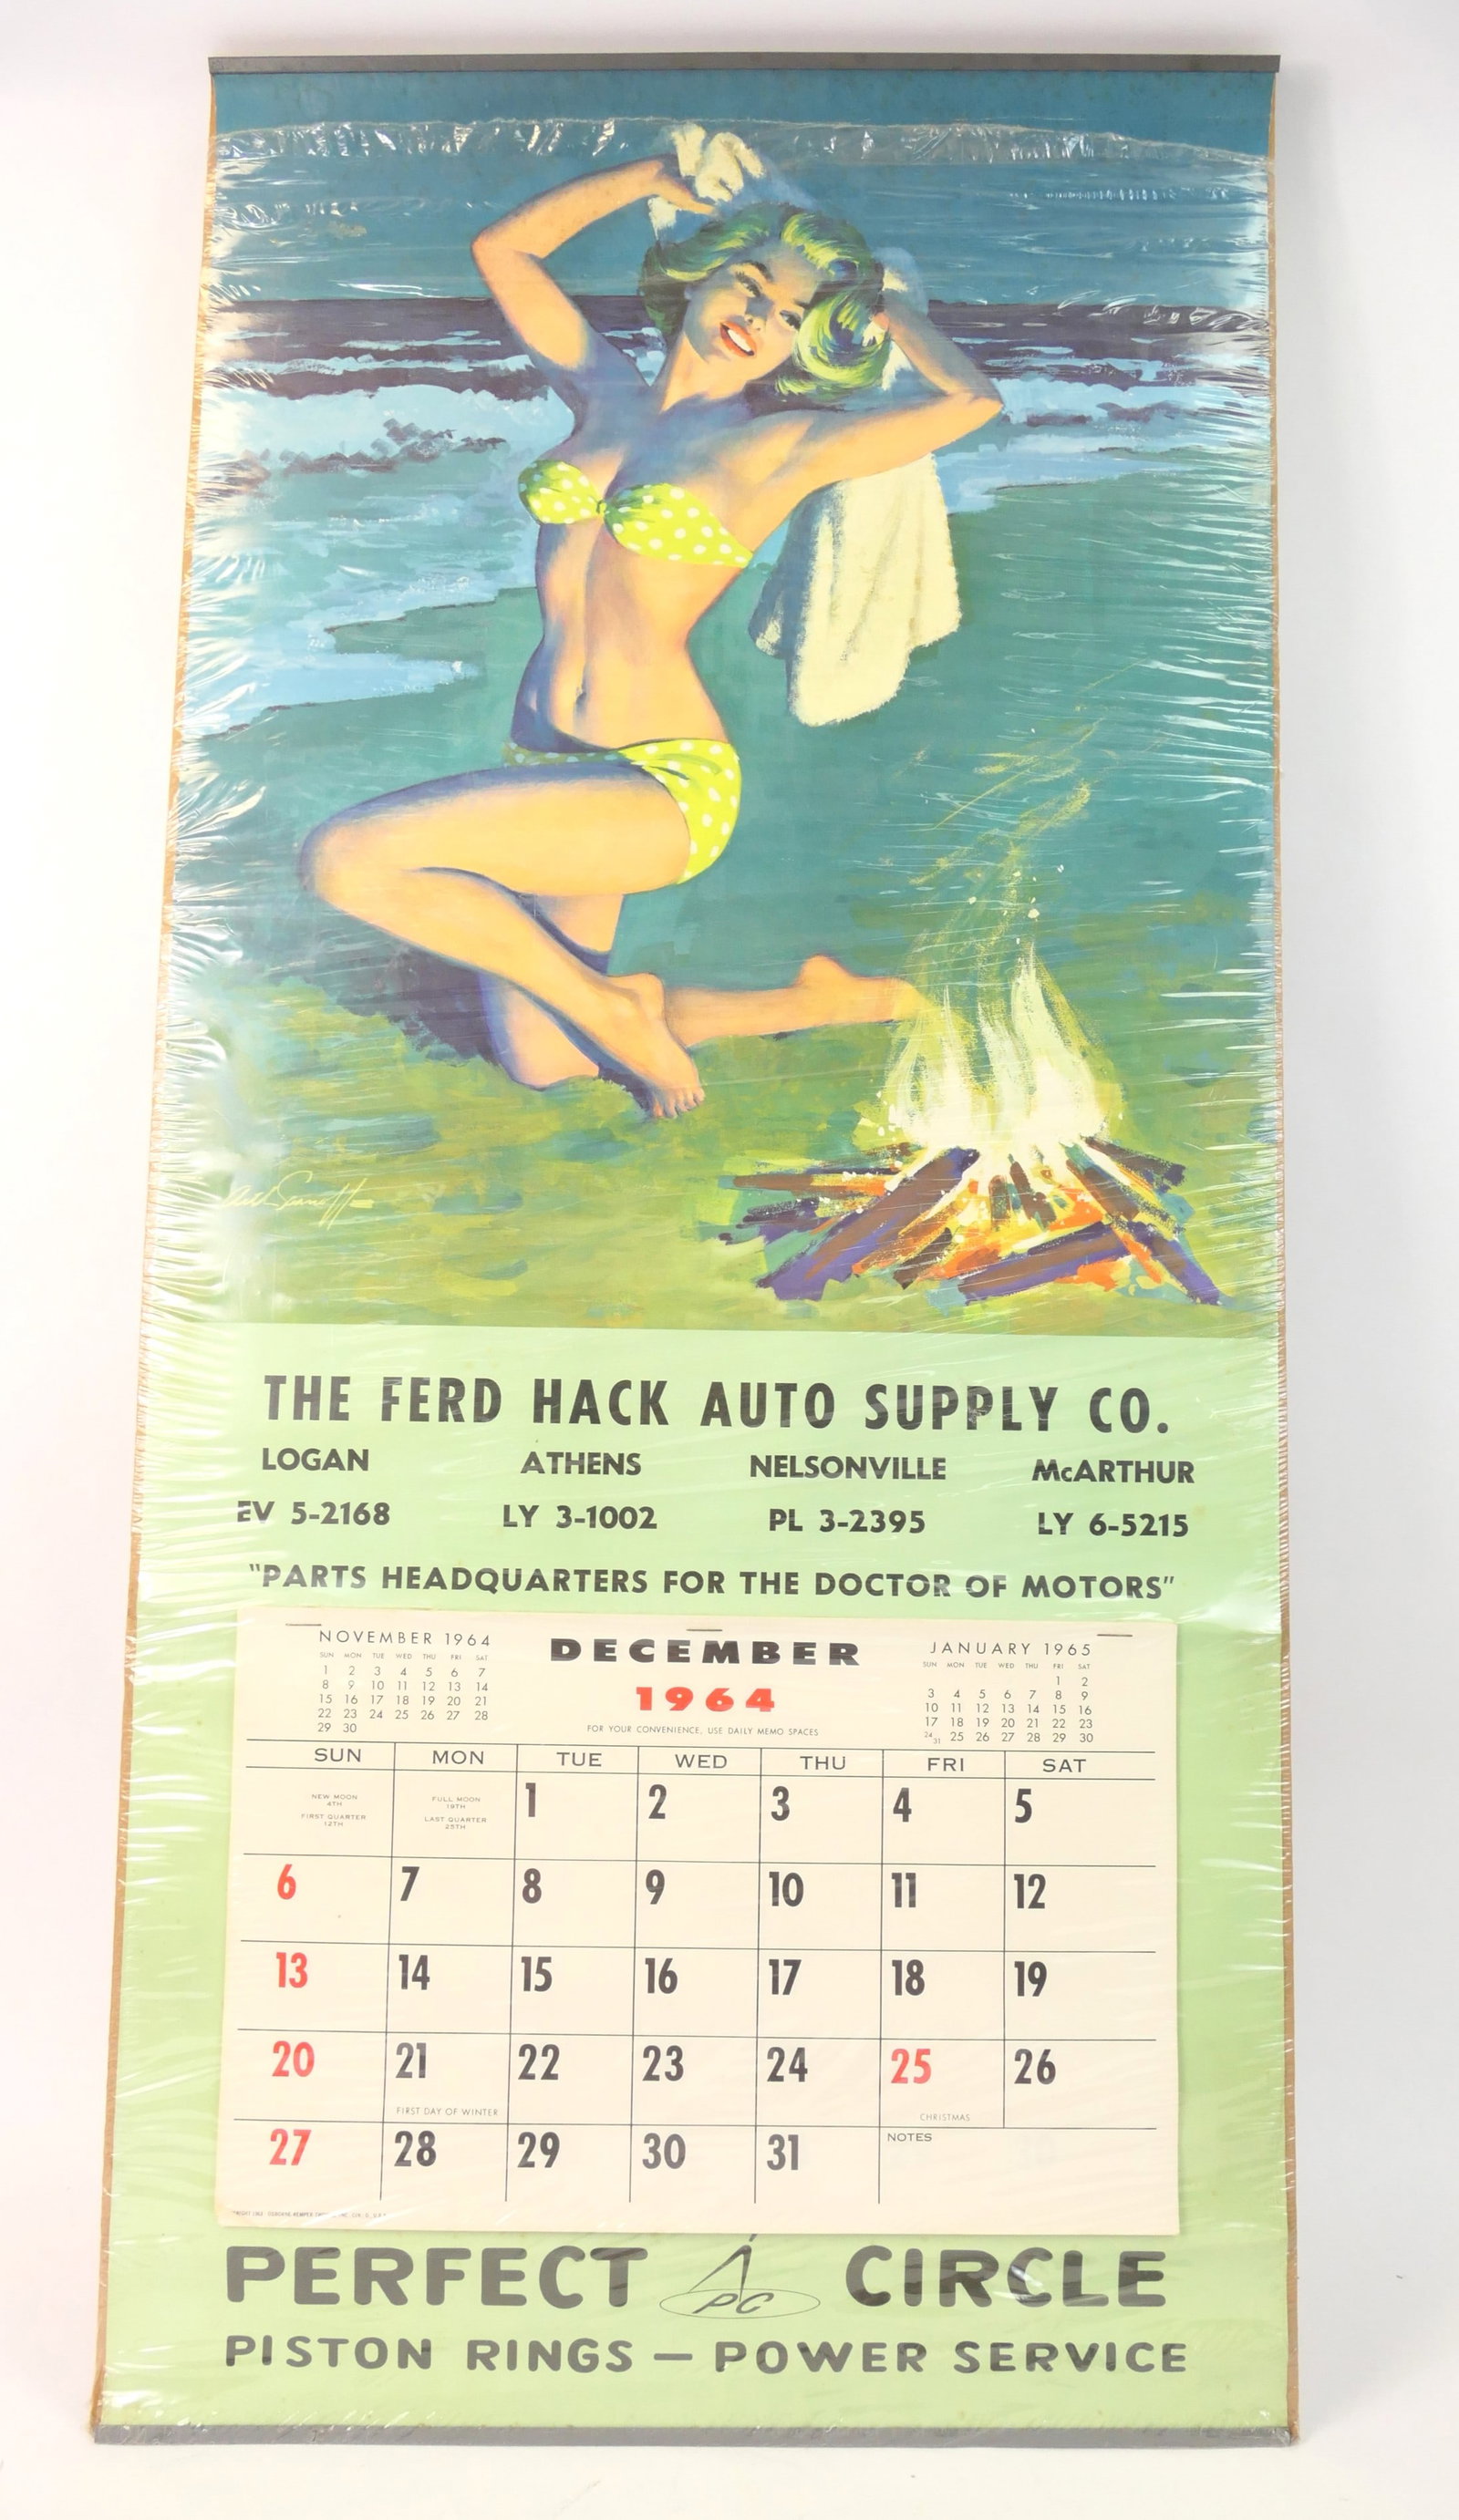 THE FERD HACK AUTO SUPPLY CO.
LOGAN ATHENS NELSONVILLE McARTHUR
EV 5-2168 LY 3-1002 PL 3-2395 LY 6-5215
"PARTS HEADQUARTERS FOR THE DOCTOR OF MOTORS"
NOVEMBER 1964
SUN MON TUE WED THU FRI SAT
1 2 3 4 5 6 7
8 9 10 11 12 13 14
15 16 17 18 19 20 21
22 23 24 25 26 27 28
29 30
DECEMBER
1964
FOR YOUR CONVENIENCE, USE DAILY MEMO SPACES
JANUARY 1965
SUN MON TUE WED THU FRI SAT
1 2
3 4 5 6 7 8 9
10 11 12 13 14 15 16
17 18 19 20 21 22 23
24/31 25 26 27 28 29 30
SUN MON TUE WED THU FRI SAT
NEW MOON
4TH
FIRST QUARTER
12TH
FULL MOON
18TH
LAST QUARTER
25TH
1 2 3 4 5
6 7 8 9 10 11 12
13 14 15 16 17 18 19
20 21 22 23 24 25 26
FIRST DAY OF WINTER
CHRISTMAS
27 28 29 30 31
NOTES
PERFECT PC CIRCLE
PISTON RINGS — POWER SERVICE